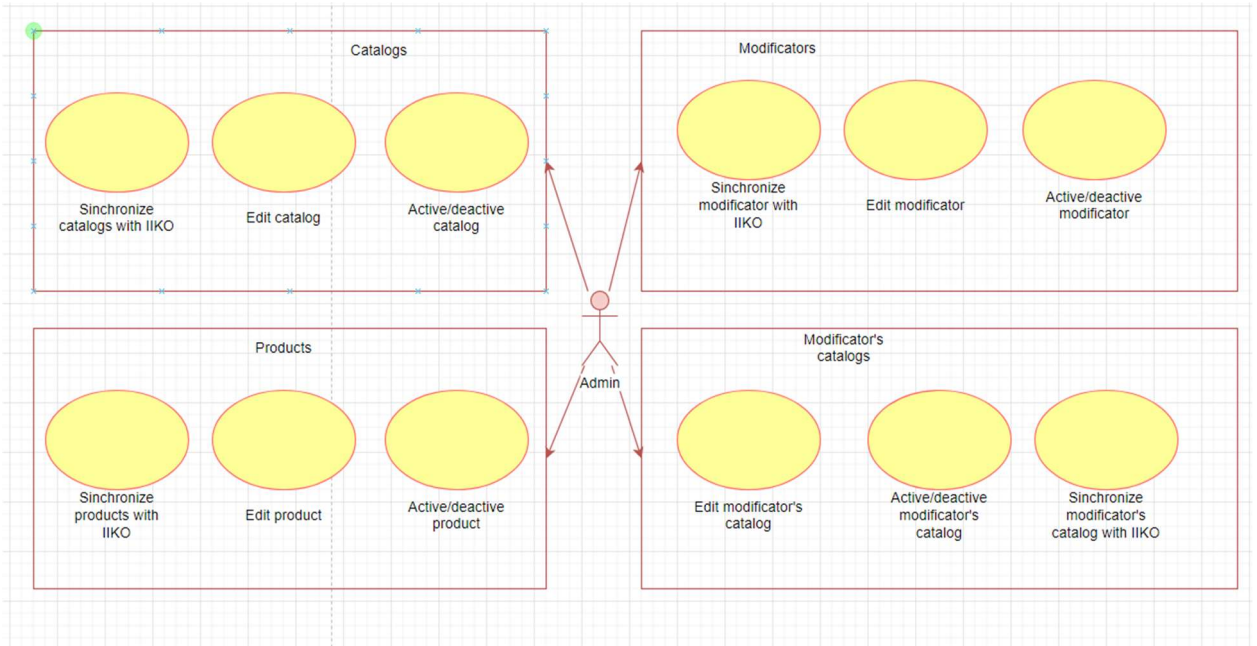 Catalogs
Sinchronize
catalogs with IIKO
Edit catalog
Active/deactive
catalog
Modificators
Sinchronize
modificator with
IIKO
Edit modificator
Active/deactive
modificator
Admin
Products
Sinchronize
products with
IIKO
Edit product
Active/deactive
product
Modificator's
catalogs
Edit modificator's
catalog
Active/deactive
modificator's
catalog
Sinchronize
modificator's
catalog with IIKO